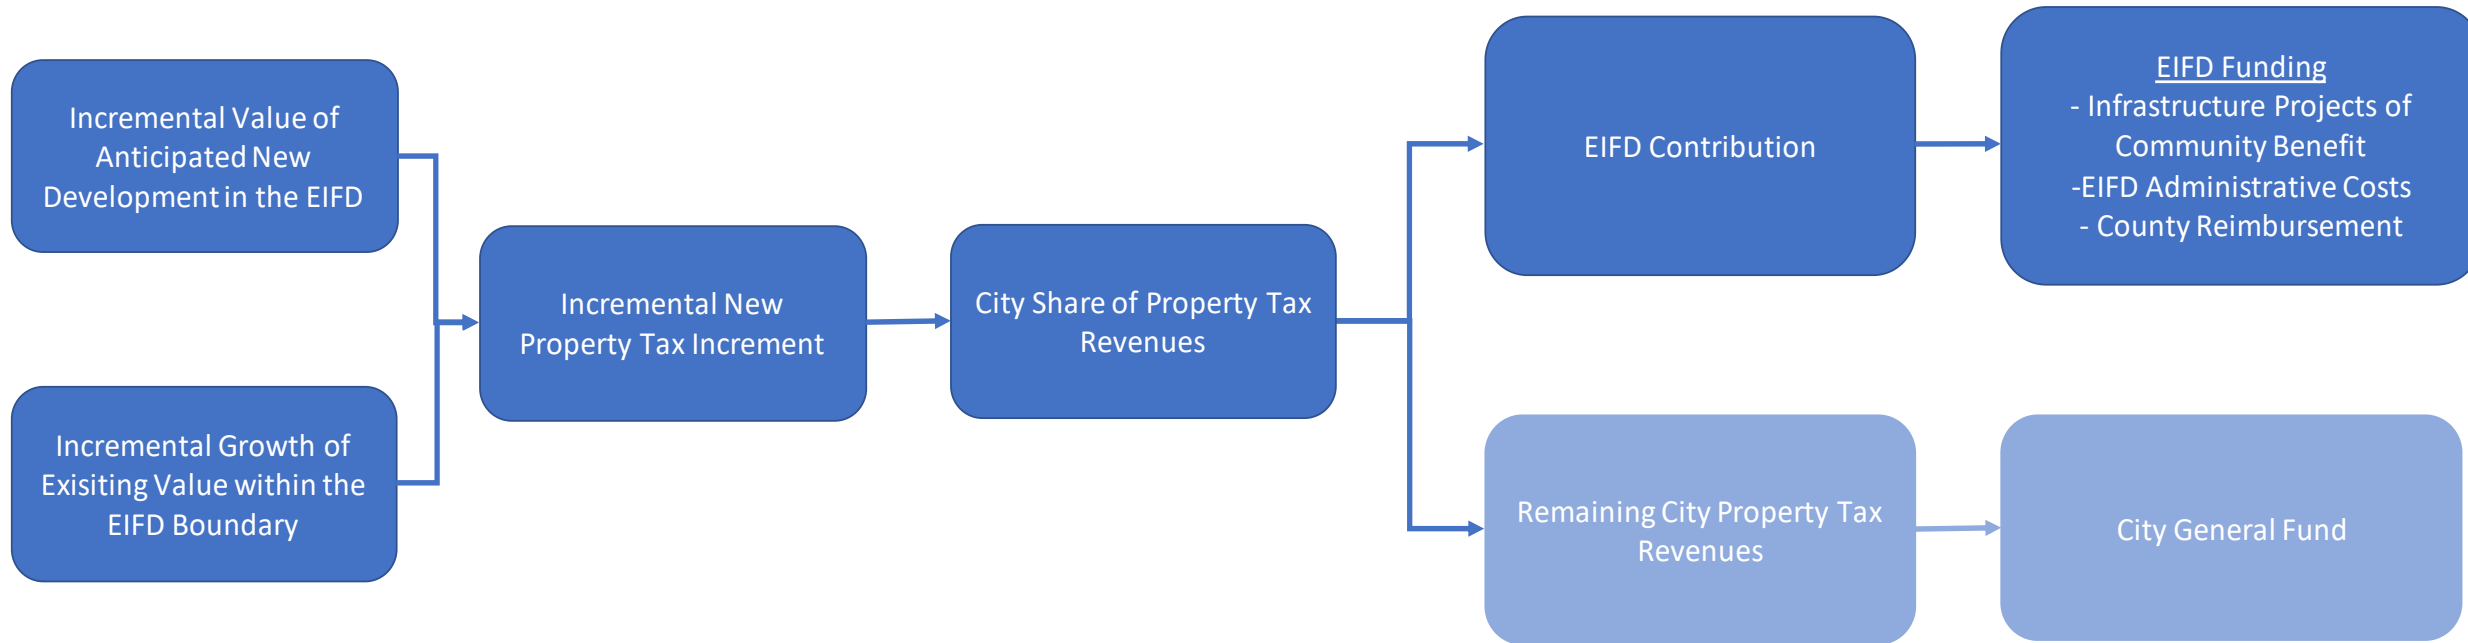 Incremental Value of
Anticipated New
Development in the EIFD
Incremental Growth of
Exisiting Value within the
EIFD Boundary
Incremental New
Property Tax Increment
City Share of Property Tax
Revenues
EIFD Contribution
EIFD Funding
- Infrastructure Projects of
Community Benefit
-EIFD Administrative Costs
- County Reimbursement
Remaining City Property Tax
Revenues
City General Fund